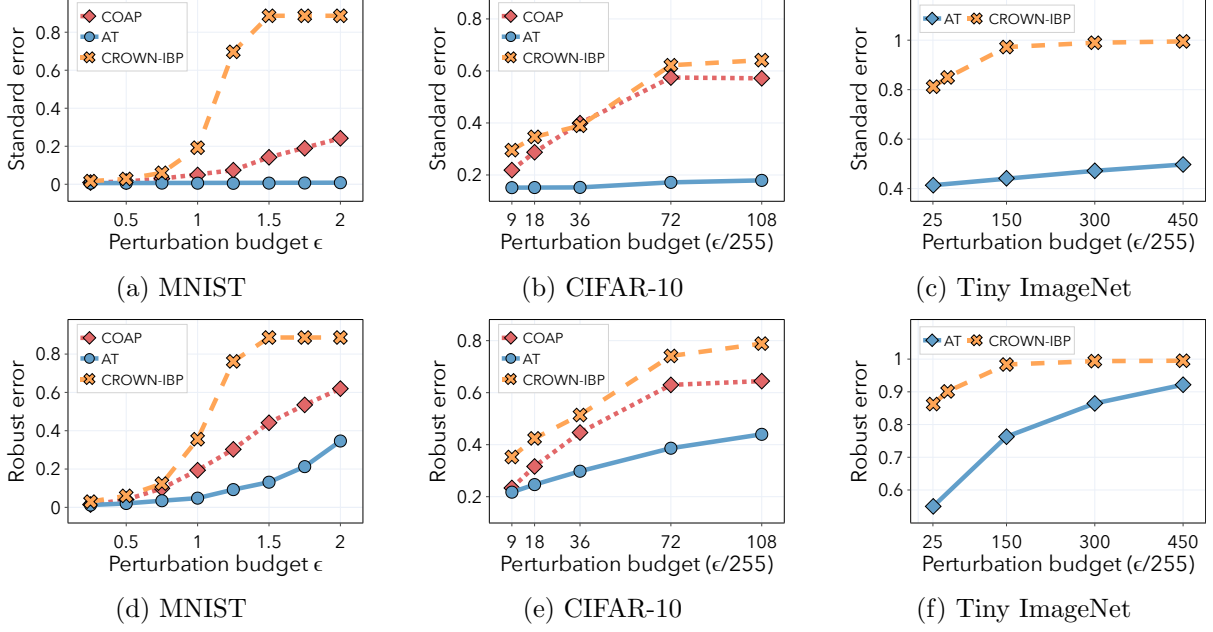 COAP
AT
CROWN-IBP
Standard error
0.8
0.6
0.4
0.2
0
0.5
1
1.5
2
Perturbation budget ϵ
(a) MNIST
COAP
AT
CROWN-IBP
Standard error
0.8
0.6
0.4
0.2
9 18 36 72 108
Perturbation budget (ϵ/255)
(b) CIFAR-10
AT CROWN-IBP
Standard error
1
0.8
0.6
0.4
25 150 300 450
Perturbation budget (ϵ/255)
(c) Tiny ImageNet
COAP
AT
CROWN-IBP
Robust error
0.8
0.6
0.4
0.2
0
0.5
1
1.5
2
Perturbation budget ϵ
(d) MNIST
COAP
AT
CROWN-IBP
Robust error
0.8
0.6
0.4
0.2
9 18 36 72 108
Perturbation budget (ϵ/255)
(e) CIFAR-10
AT CROWN-IBP
Robust error
1
0.9
0.8
0.7
0.6
25 150 300 450
Perturbation budget (ϵ/255)
(f) Tiny ImageNet